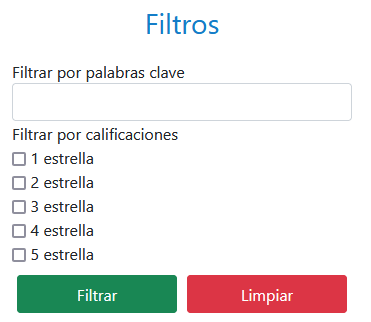 Filtros
Filtrar por palabras clave
Filtrar por calificaciones
1 estrella
2 estrella
3 estrella
4 estrella
5 estrella
Filtrar Limpiar